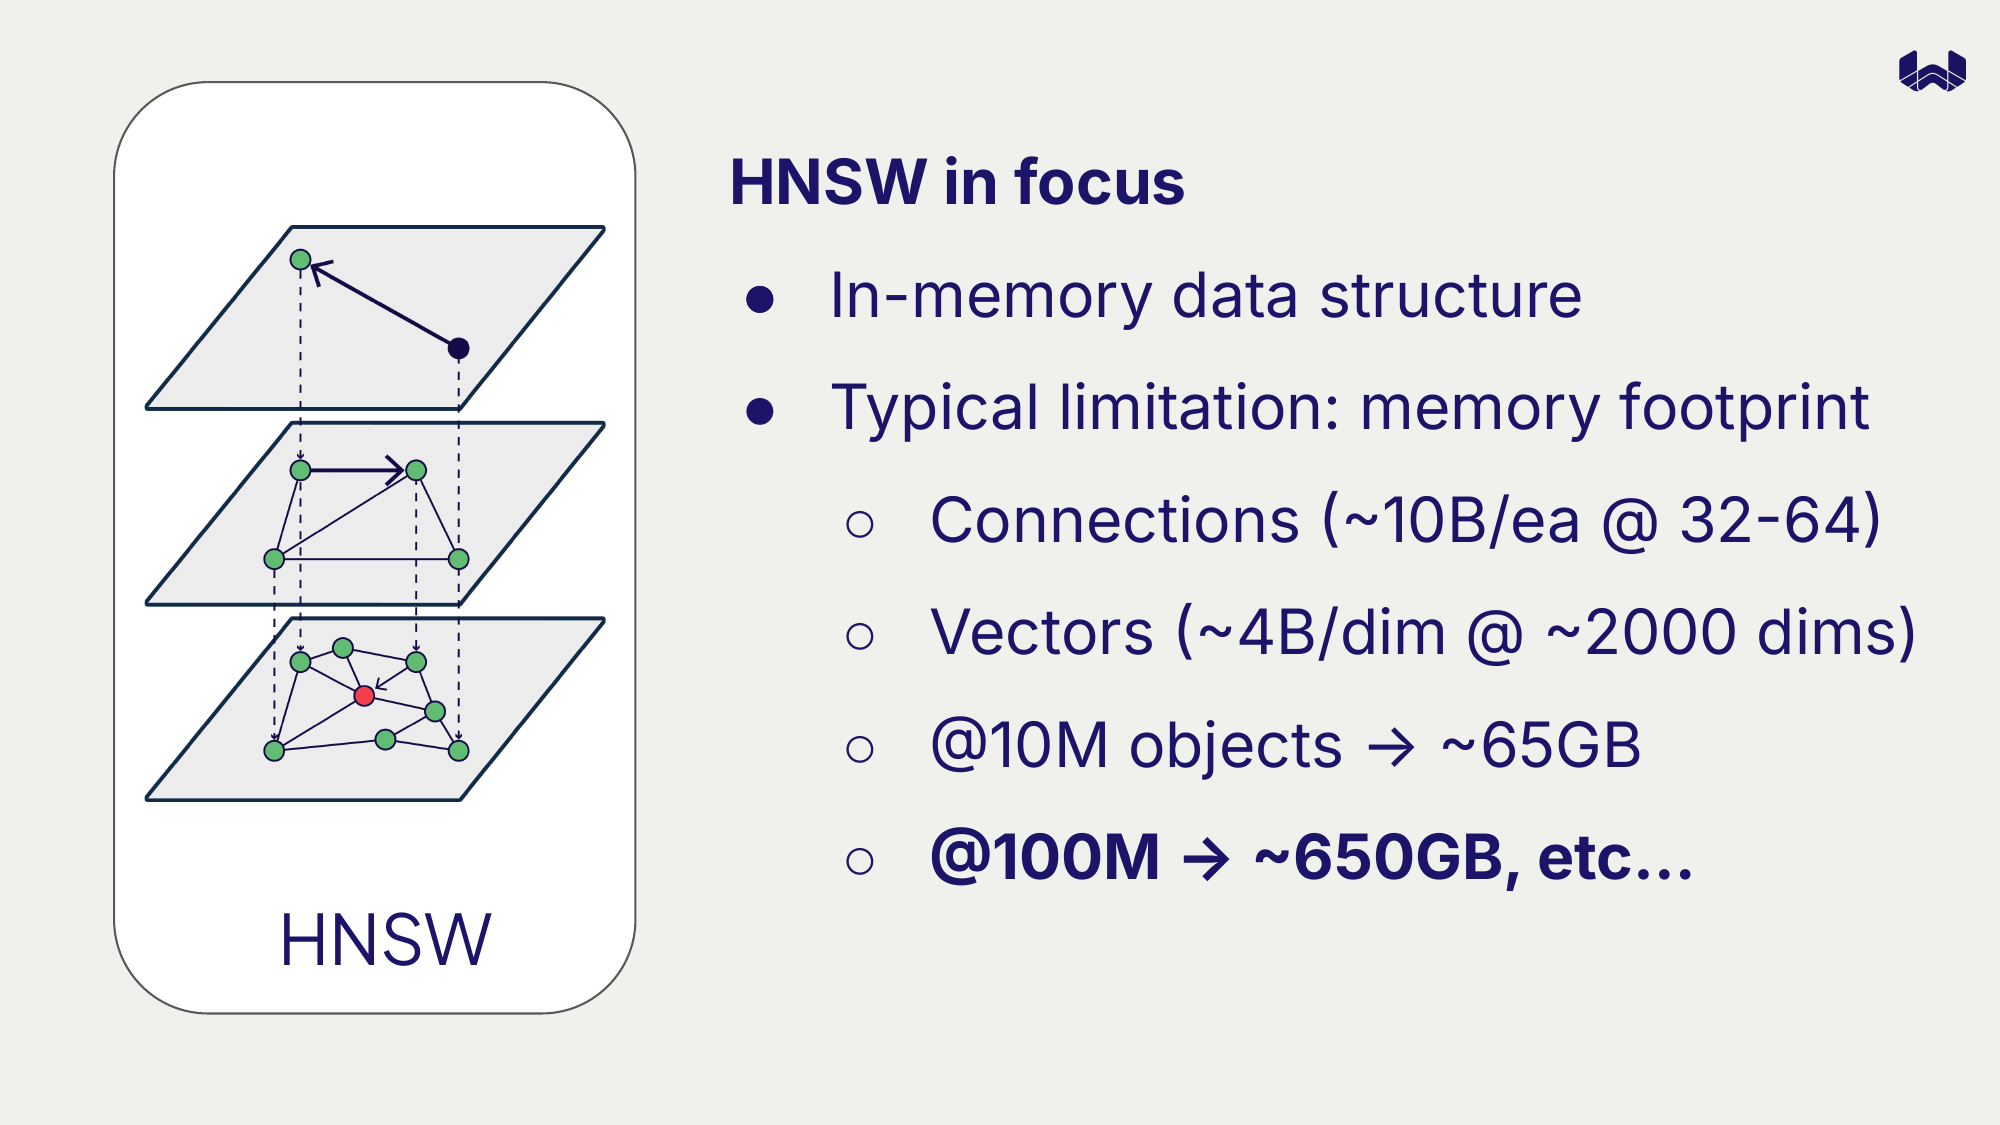 HNSW in focus
● In-memory data structure
● Typical limitation: memory footprint
○ Connections (~10B/ea @ 32-64)
○ Vectors (~4B/dim @ ~2000 dims)
○ @10M objects → ~65GB
○ @100M → ~650GB, etc...
HNSW